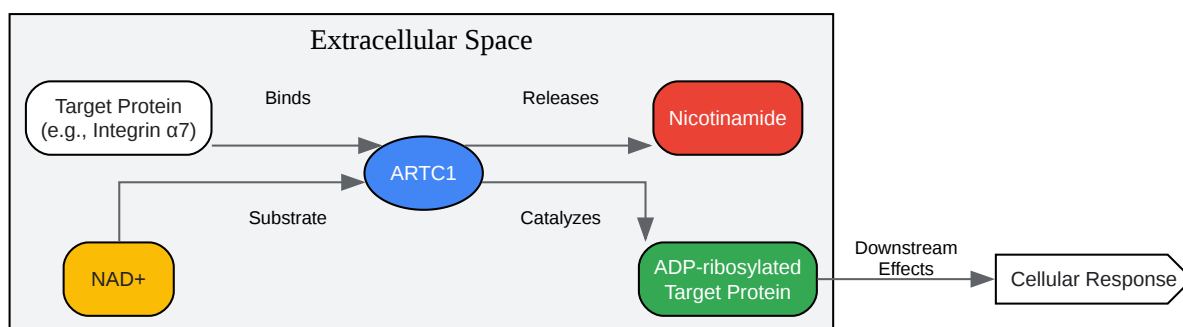 Extracellular Space
Target Protein
(e.g., Integrin α7)
Binds
Releases
Nicotinamide
ARTC1
Substrate
Catalyzes
NAD+
ADP-ribosylated
Target Protein
Downstream
Effects
Cellular Response